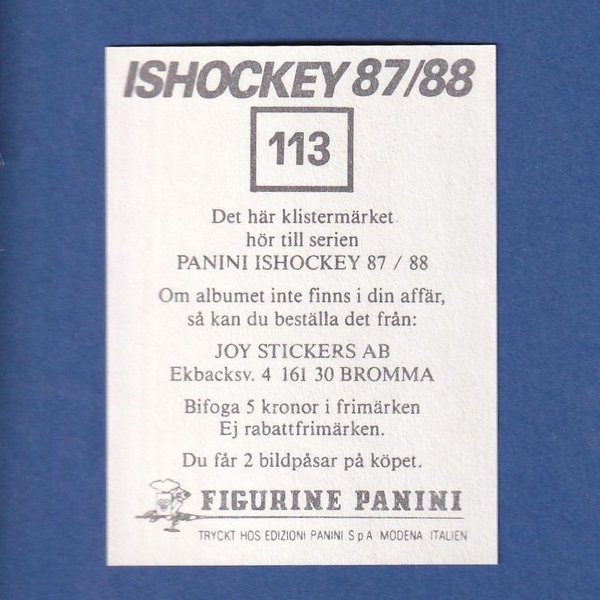 ISHOCKEY 87/88
113
Det här klistermärket
hör till serien
PANINI ISHOCKEY 87 / 88
Om albumet inte finns i din affär,
så kan du beställa det från:
JOY STICKERS AB
Ekbacksv. 4 161 30 BROMMA
Bifoga 5 kronor i frimärken
Ej rabattfrimärken.
Du får 2 bildpåsar på köpet.
FIGURINE PANINI
TRYCKT HOS EDIZIONI PANINI S p A MODENA ITALIEN